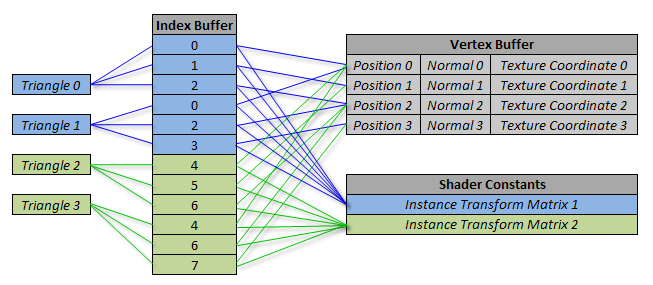 Index Buffer
0
1
2
0
2
3
4
5
6
4
6
7
Triangle 0
Triangle 1
Triangle 2
Triangle 3
Vertex Buffer
Position 0 Normal 0 Texture Coordinate 0
Position 1 Normal 1 Texture Coordinate 1
Position 2 Normal 2 Texture Coordinate 2
Position 3 Normal 3 Texture Coordinate 3
Shader Constants
Instance Transform Matrix 1
Instance Transform Matrix 2